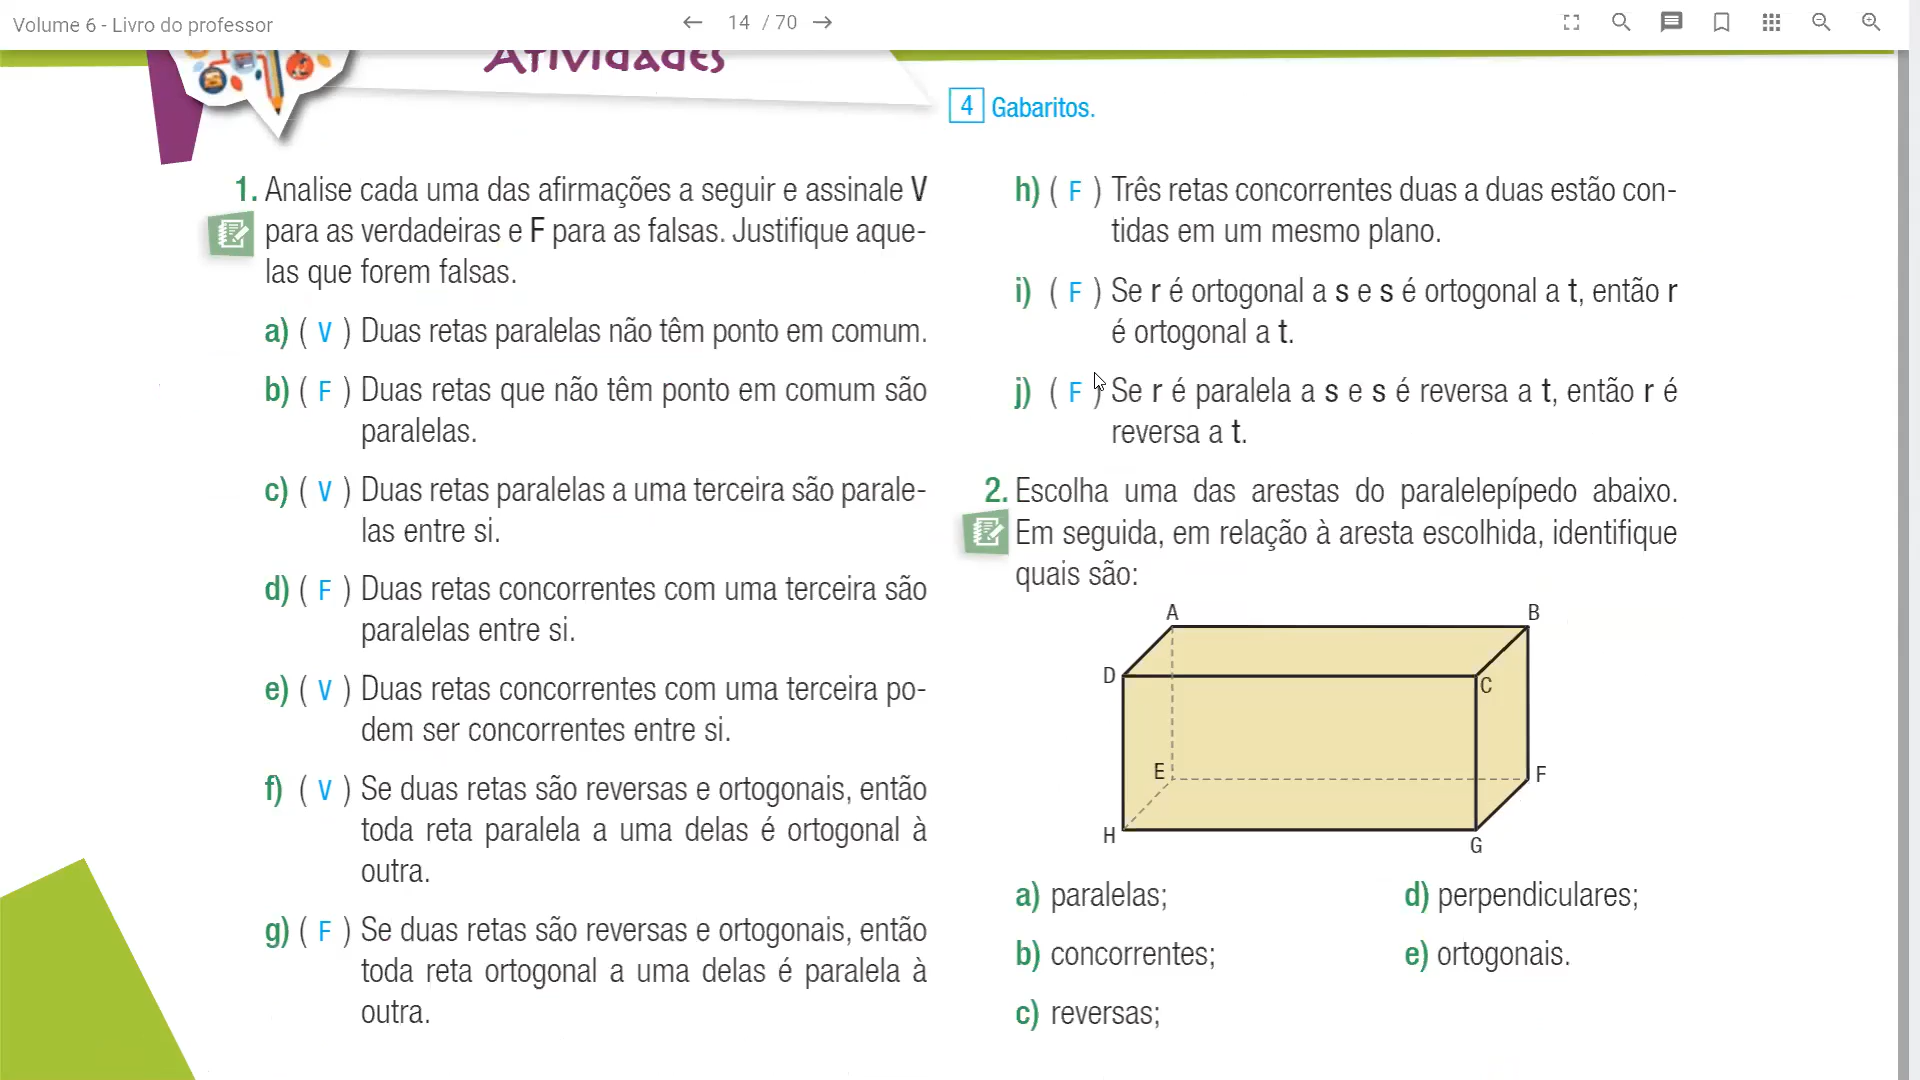 Volume 6 - Livro do professor
14 / 70
Atividades
1. Analise cada uma das afirmações a seguir e assinale V
para as verdadeiras e F para as falsas. Justifique aque-
las que forem falsas.
a) ( V ) Duas retas paralelas não têm ponto em comum.
b) ( F ) Duas retas que não têm ponto em comum são
paralelas.
c) ( V ) Duas retas paralelas a uma terceira são parale-
las entre si.
d) ( F ) Duas retas concorrentes com uma terceira são
paralelas entre si.
e) ( V ) Duas retas concorrentes com uma terceira po-
dem ser concorrentes entre si.
f) ( V ) Se duas retas são reversas e ortogonais, então
toda reta paralela a uma delas é ortogonal à
outra.
g) ( F ) Se duas retas são reversas e ortogonais, então
toda reta ortogonal a uma delas é paralela à
outra.
4 Gabaritos.
h) ( F ) Três retas concorrentes duas a duas estão con-
tidas em um mesmo plano.
i) ( F ) Se r é ortogonal a s e s é ortogonal a t, então r
é ortogonal a t.
j) ( F ) Se r é paralela a s e s é reversa a t, então r é
reversa a t.
2. Escolha uma das arestas do paralelepípedo abaixo.
Em seguida, em relação à aresta escolhida, identifique
quais são:
A B
D C
E F
H G
a) paralelas;
b) concorrentes;
c) reversas;
d) perpendiculares;
e) ortogonais.